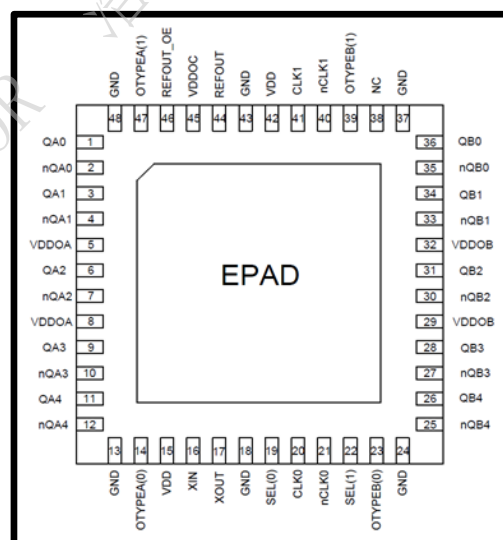 GND OTYPEA(1) REFOUT_OE VDDOC REFOUT GND VDD CLK1 nCLK1 OTYPEB(1) NC GND
48 47 46 45 44 43 42 41 40 39 38 37
QA0 1 36 QB0
nQA0 2 35 nQB0
QA1 3 34 QB1
nQA1 4 33 nQB1
VDDOA 5 32 VDDOB
QA2 6 31 QB2
EPAD
nQA2 7 30 nQB2
VDDOA 8 29 VDDOB
QA3 9 28 QB3
nQA3 10 27 nQB3
QA4 11 26 QB4
nQA4 12 25 nQB4
13 14 15 16 17 18 19 20 21 22 23 24
GND OTYPEA(0) VDD XIN XOUT GND SEL(0) CLK0 nCLK0 SEL(1) OTYPEB(0) GND